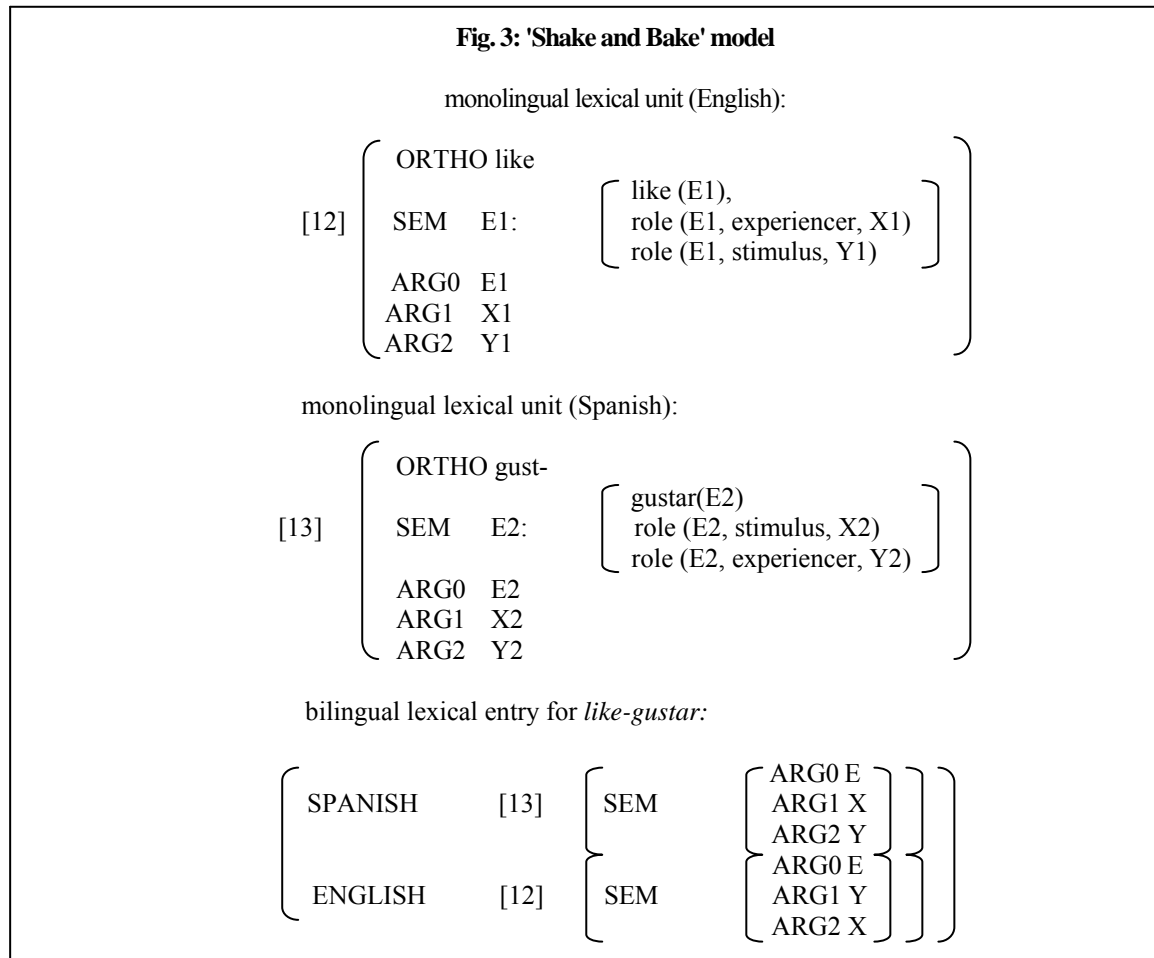 Fig. 3: 'Shake and Bake' model
monolingual lexical unit (English):
ORTHO like
like (E1),
[12] SEM E1: role (E1, experiencer, X1)
role (E1, stimulus, Y1)
ARG0 E1
ARG1 X1
ARG2 Y1
monolingual lexical unit (Spanish):
ORTHO gust-
gustar(E2)
[13] SEM E2: role (E2, stimulus, X2)
role (E2, experiencer, Y2)
ARG0 E2
ARG1 X2
ARG2 Y2
bilingual lexical entry for like-gustar:
ARG0 E
SPANISH [13] SEM ARG1 X
ARG2 Y
ARG0 E
ENGLISH [12] SEM ARG1 Y
ARG2 X